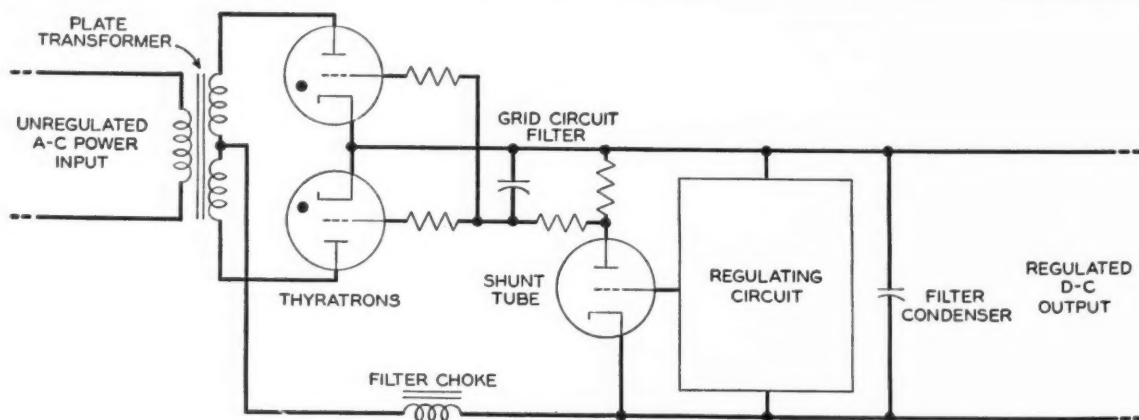 PLATE
TRANSFORMER
UNREGULATED
A-C POWER
INPUT
THYRATRONS
GRID CIRCUIT
FILTER
SHUNT
TUBE
REGULATING
CIRCUIT
FILTER
CONDENSER
REGULATED
D-C
OUTPUT
FILTER CHOKE